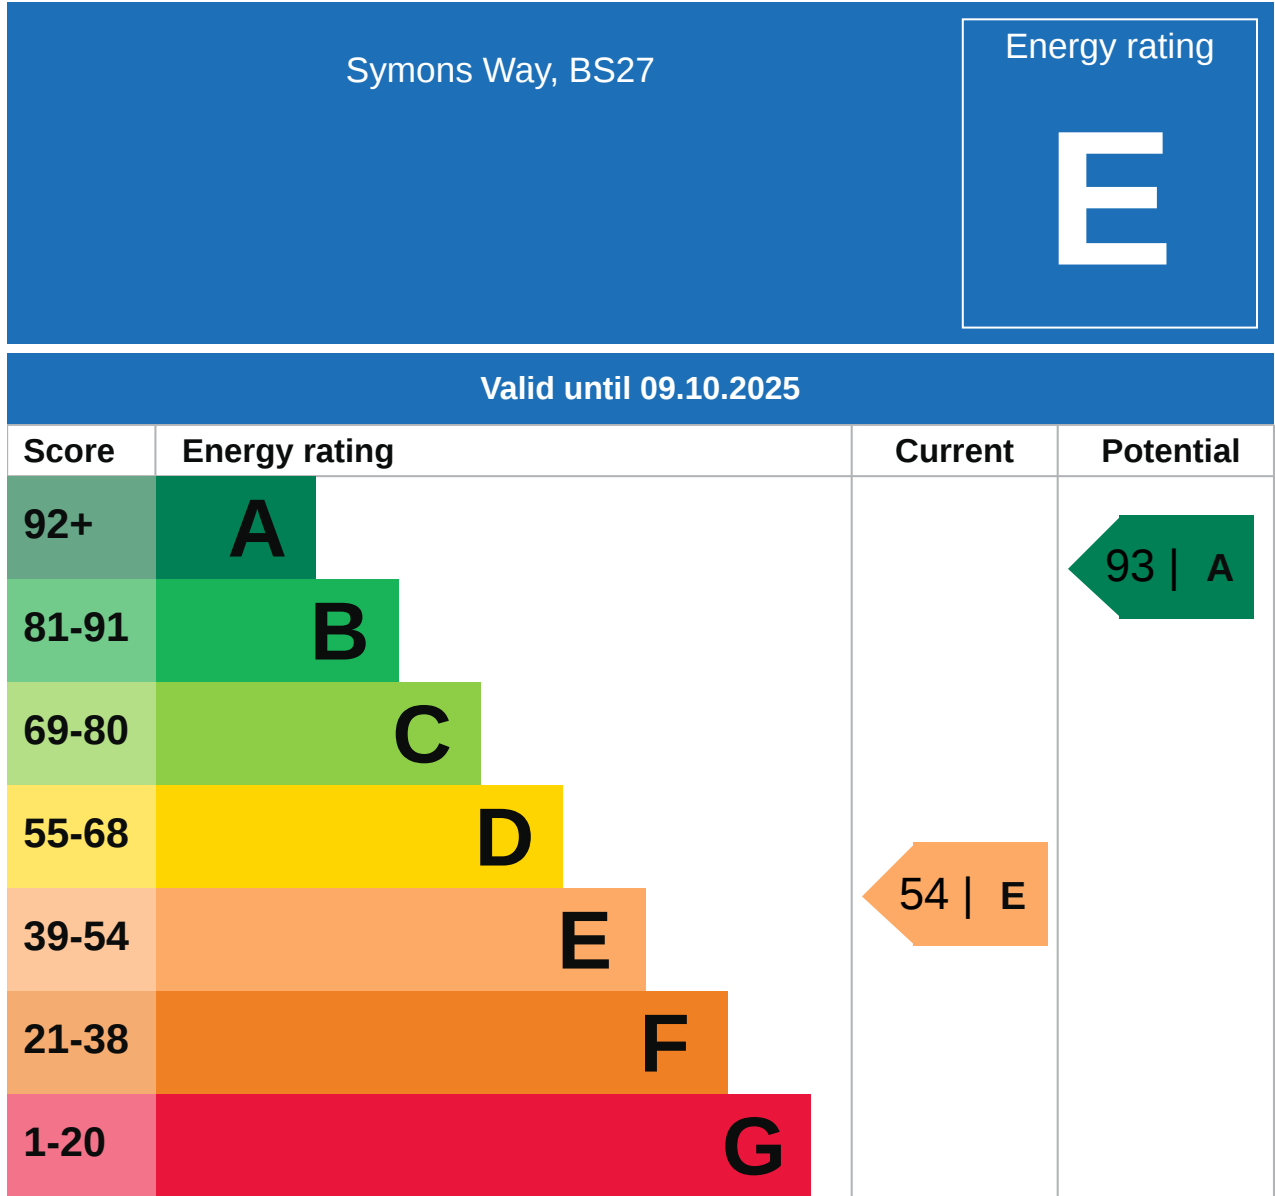 Symons Way, BS27
Energy rating
E
Valid until 09.10.2025
Score Energy rating Current Potential
92+ A
93 | A
81-91 B
69-80 C
55-68 D
54 | E
39-54 E
21-38 F
1-20 G